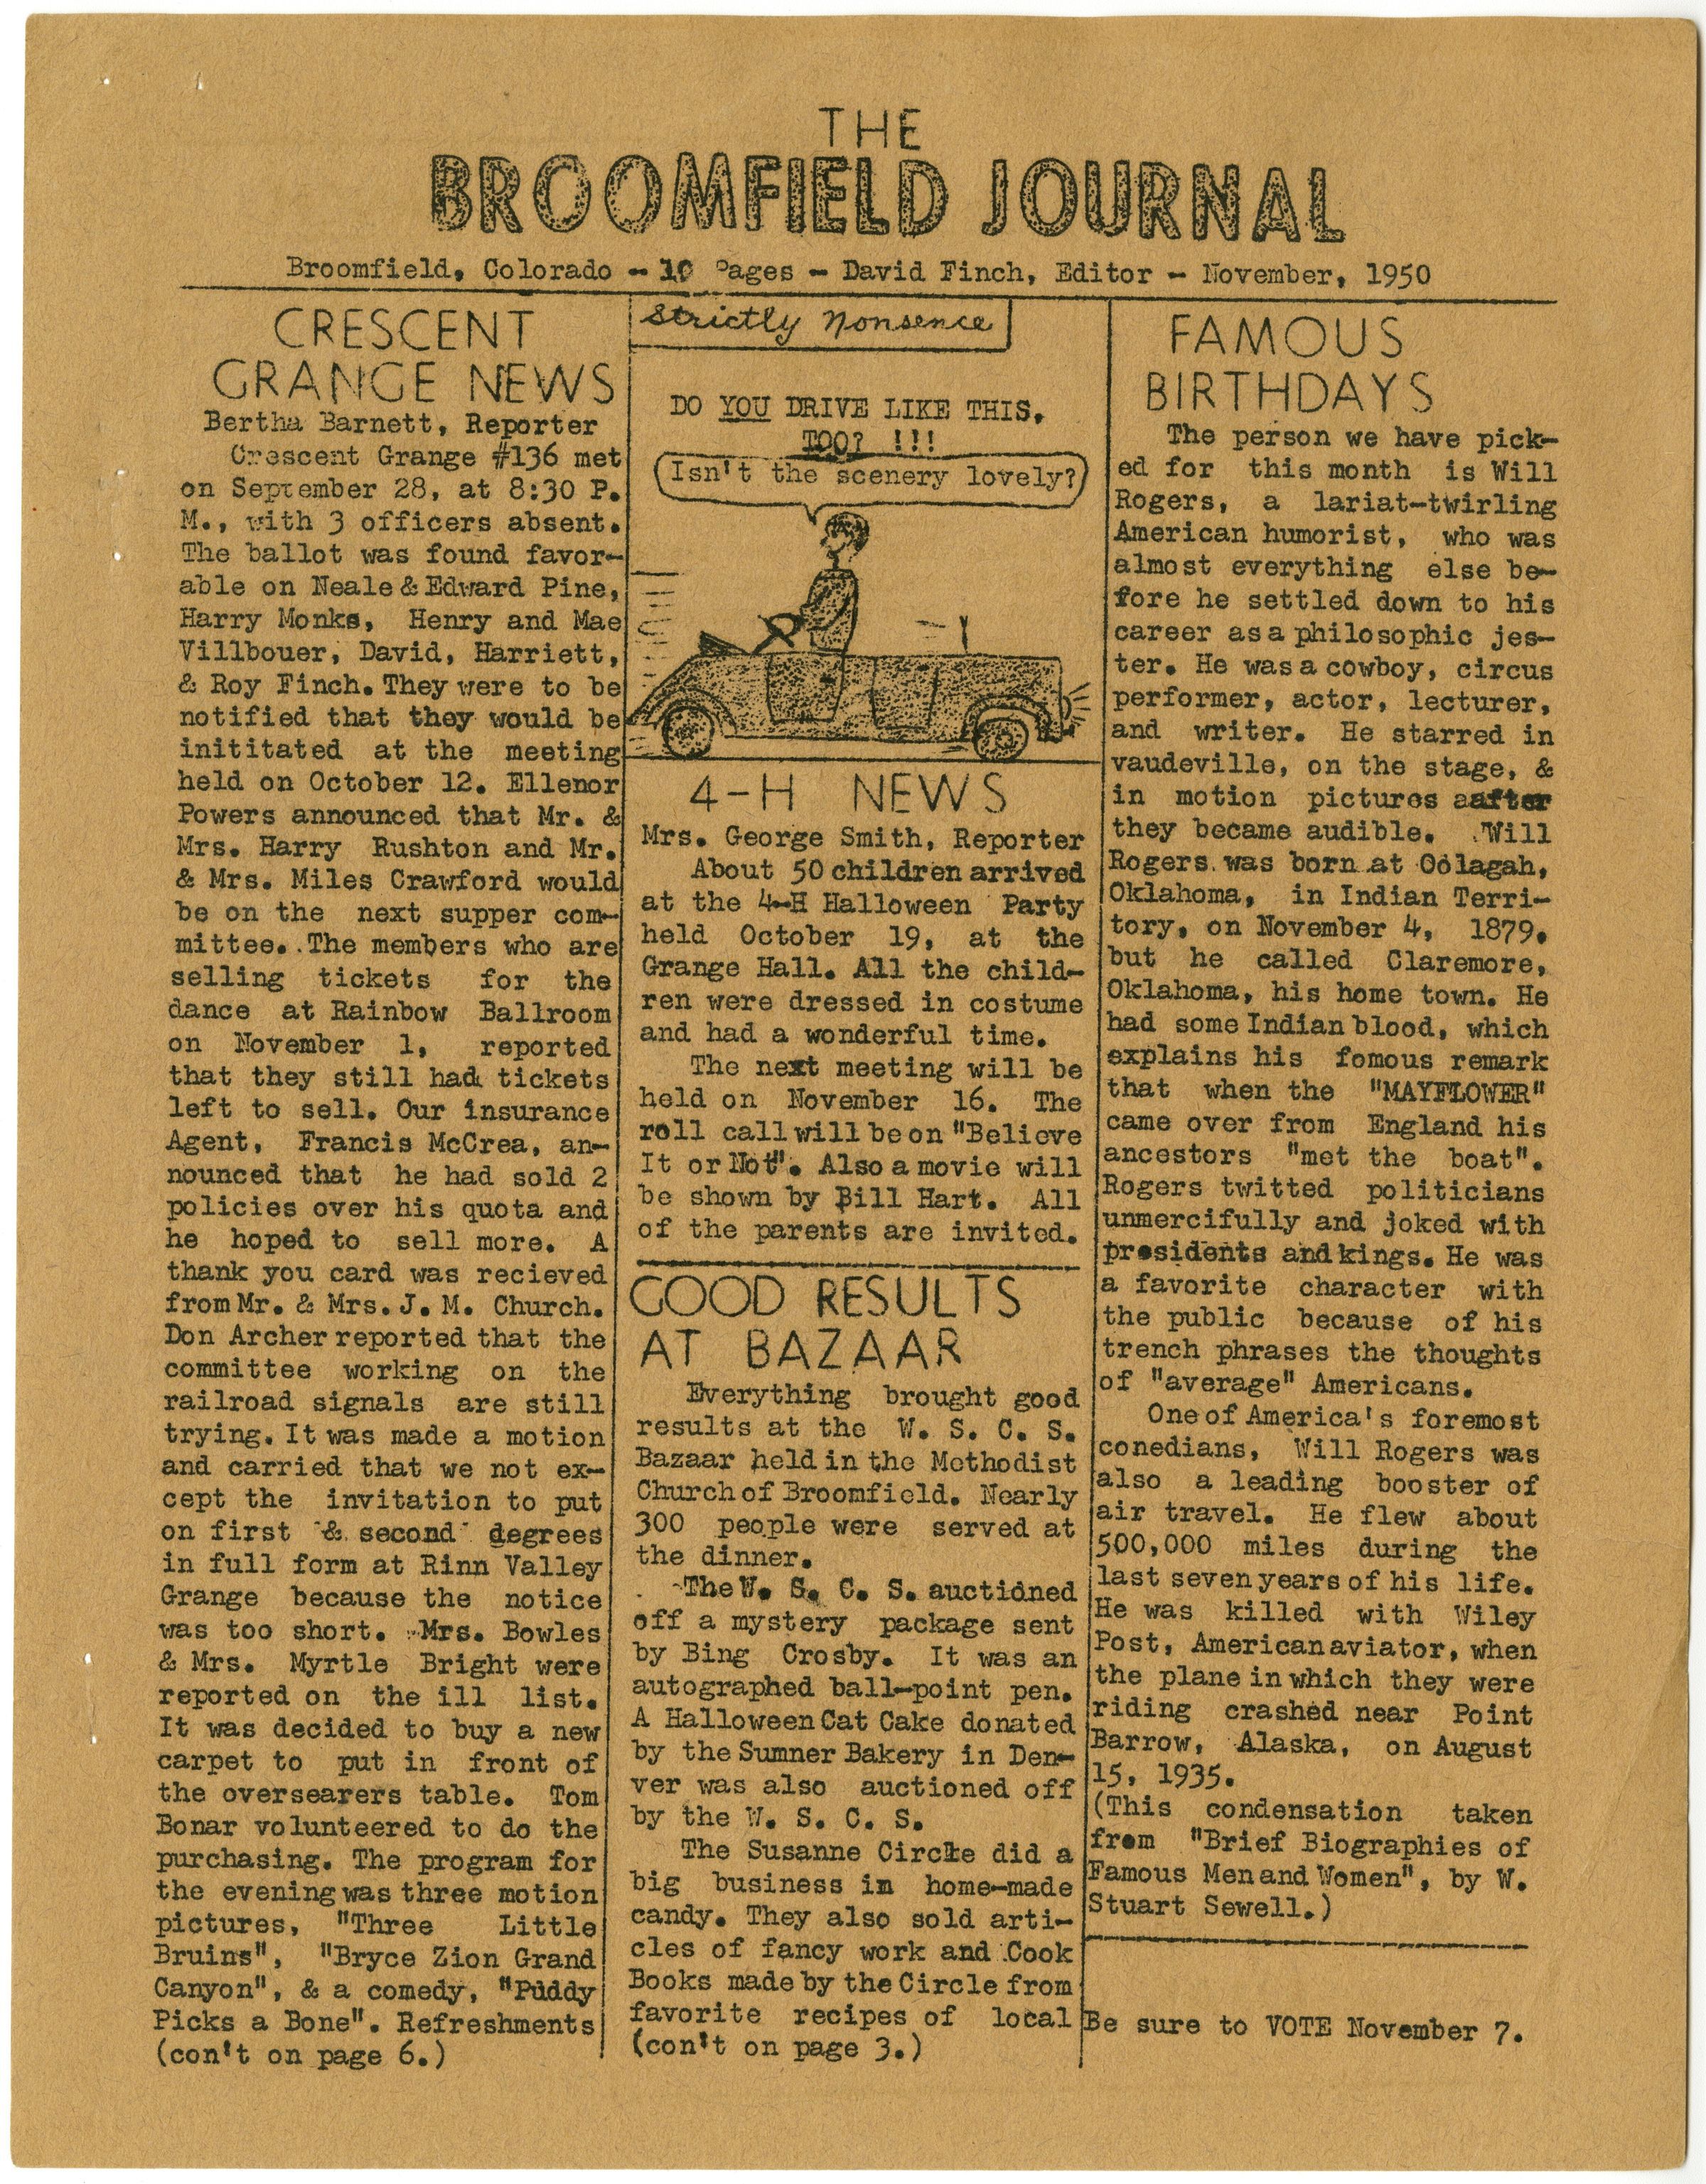 THE
BROOMFIELD JOURNAL
Broomfield, Colorado - 10 Pages - David Finch, Editor - November, 1950
CRESCENT
GRANGE NEWS
Bertha Barnett, Reporter
Crescent Grange #136 met
on September 28, at 8:30 P.
M., with 3 officers absent.
The ballot was found favor-
able on Neale & Edward Pine,
Harry Monks, Henry and Mae
Villbouer, David, Harriett,
& Roy Finch. They were to be
notified that they would be
inititated at the meeting
held on October 12. Ellenor
Powers announced that Mr. &
Mrs. Harry Rushton and Mr.
& Mrs. Miles Crawford would
be on the next supper com-
mittee. The members who are
selling tickets for the
dance at Rainbow Ballroom
on November 1, reported
that they still had tickets
left to sell. Our insurance
Agent, Francis McCrea, an-
nounced that he had sold 2
policies over his quota and
he hoped to sell more. A
thank you card was recieved
from Mr. & Mrs. J. M. Church.
Don Archer reported that the
committee working on the
railroad signals are still
trying. It was made a motion
and carried that we not ex-
cept the invitation to put
on first & second degrees
in full form at Rinn Valley
Grange because the notice
was too short. Mrs. Bowles
& Mrs. Myrtle Bright were
reported on the ill list.
It was decided to buy a new
carpet to put in front of
the oversearers table. Tom
Bonar volunteered to do the
purchasing. The program for
the evening was three motion
pictures, "Three Little
Bruins", "Bryce Zion Grand
Canyon", & a comedy, "Puddy
Picks a Bone". Refreshments
(con't on page 6.)
Strictly Nonsence
DO YOU DRIVE LIKE THIS,
TOO? !!!
Isn't the scenery lovely?
4-H NEWS
Mrs. George Smith, Reporter
About 50 children arrived
at the 4-H Halloween Party
held October 19, at the
Grange Hall. All the child-
ren were dressed in costume
and had a wonderful time.
The next meeting will be
held on November 16. The
roll call will be on "Believe
It or Not". Also a movie will
be shown by Bill Hart. All
of the parents are invited.
GOOD RESULTS
AT BAZAAR
Everything brought good
results at the W. S. C. S.
Bazaar held in the Methodist
Church of Broomfield. Nearly
300 people were served at
the dinner.
The W. S. C. S. auctioned
off a mystery package sent
by Bing Crosby. It was an
autographed ball-point pen.
A Halloween Cat Cake donated
by the Sumner Bakery in Den-
ver was also auctioned off
by the W. S. C. S.
The Susanne Circle did a
big business in home-made
candy. They also sold arti-
cles of fancy work and Cook
Books made by the Circle from
favorite recipes of local
(con't on page 3.)
FAMOUS
BIRTHDAYS
The person we have pick-
ed for this month is Will
Rogers, a lariat-twirling
American humorist, who was
almost everything else be-
fore he settled down to his
career as a philosophic jes-
ter. He was a cowboy, circus
performer, actor, lecturer,
and writer. He starred in
vaudeville, on the stage, &
in motion pictures aafter
they became audible. Will
Rogers was born at Oolagah,
Oklahoma, in Indian Terri-
tory, on November 4, 1879,
but he called Claremore,
Oklahoma, his home town. He
had some Indian blood, which
explains his fomous remark
that when the "MAYFLOWER"
came over from England his
ancestors "met the boat".
Rogers twitted politicians
unmercifully and joked with
presidents and kings. He was
a favorite character with
the public because of his
trench phrases the thoughts
of "average" Americans.
One of America's foremost
conedians, Will Rogers was
also a leading booster of
air travel. He flew about
500,000 miles during the
last seven years of his life.
He was killed with Wiley
Post, American aviator, when
the plane in which they were
riding crashed near Point
Barrow, Alaska, on August
15, 1935.
(This condensation taken
from "Brief Biographies of
Famous Men and Women", by W.
Stuart Sewell.)
Be sure to VOTE November 7.